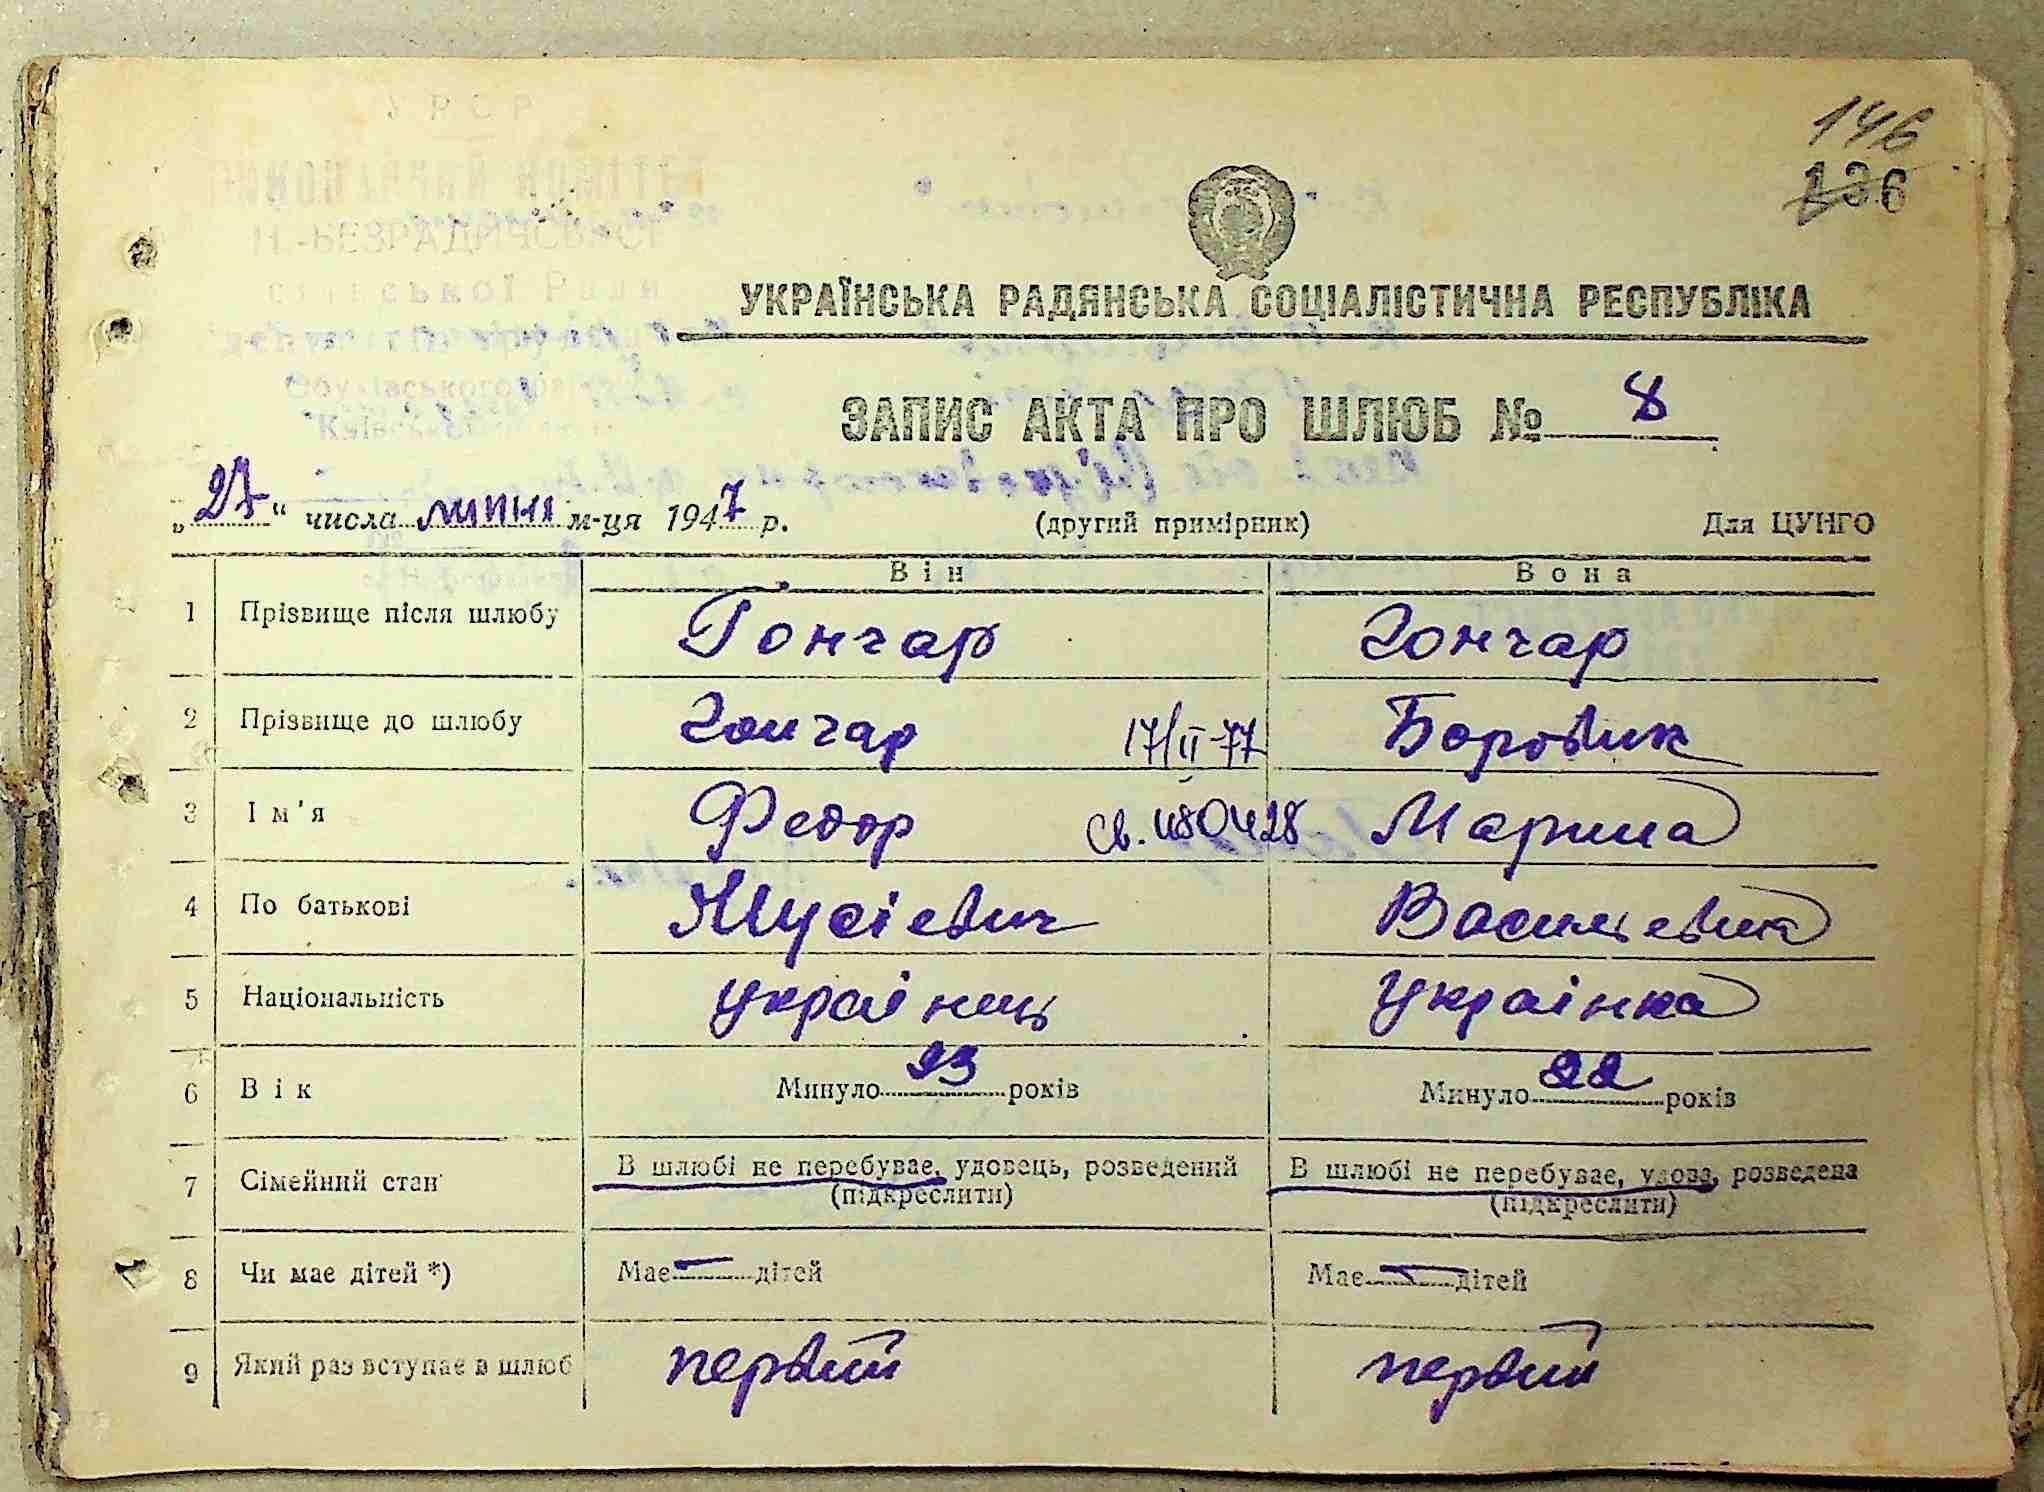 146
136
УКРАЇНСЬКА РАДЯНСЬКА СОЦІАЛІСТИЧНА РЕСПУБЛІКА
ЗАПИС АКТА ПРО ШЛЮБ № 8
„27“ числа липня м-ця 1947 р. (другий примірник) Для ЦУНГО
Він Вона
1 Прізвище після шлюбу Гончар Гончар
2 Прізвище до шлюбу Гончар 17/II-77 Боровик
3 Ім'я Федор св. 480428 Марина
4 По батькові Мусієвич Василевна
5 Національність українець українка
6 Вік Минуло 23 років Минуло 22 років
7 Сімейний стан В шлюбі не перебуває, удовець, розведений В шлюбі не перебуває, удова, розведена
(підкреслити) (підкреслити)
8 Чи має дітей *) Має — дітей Має — дітей
9 Який раз вступає в шлюб первий первий